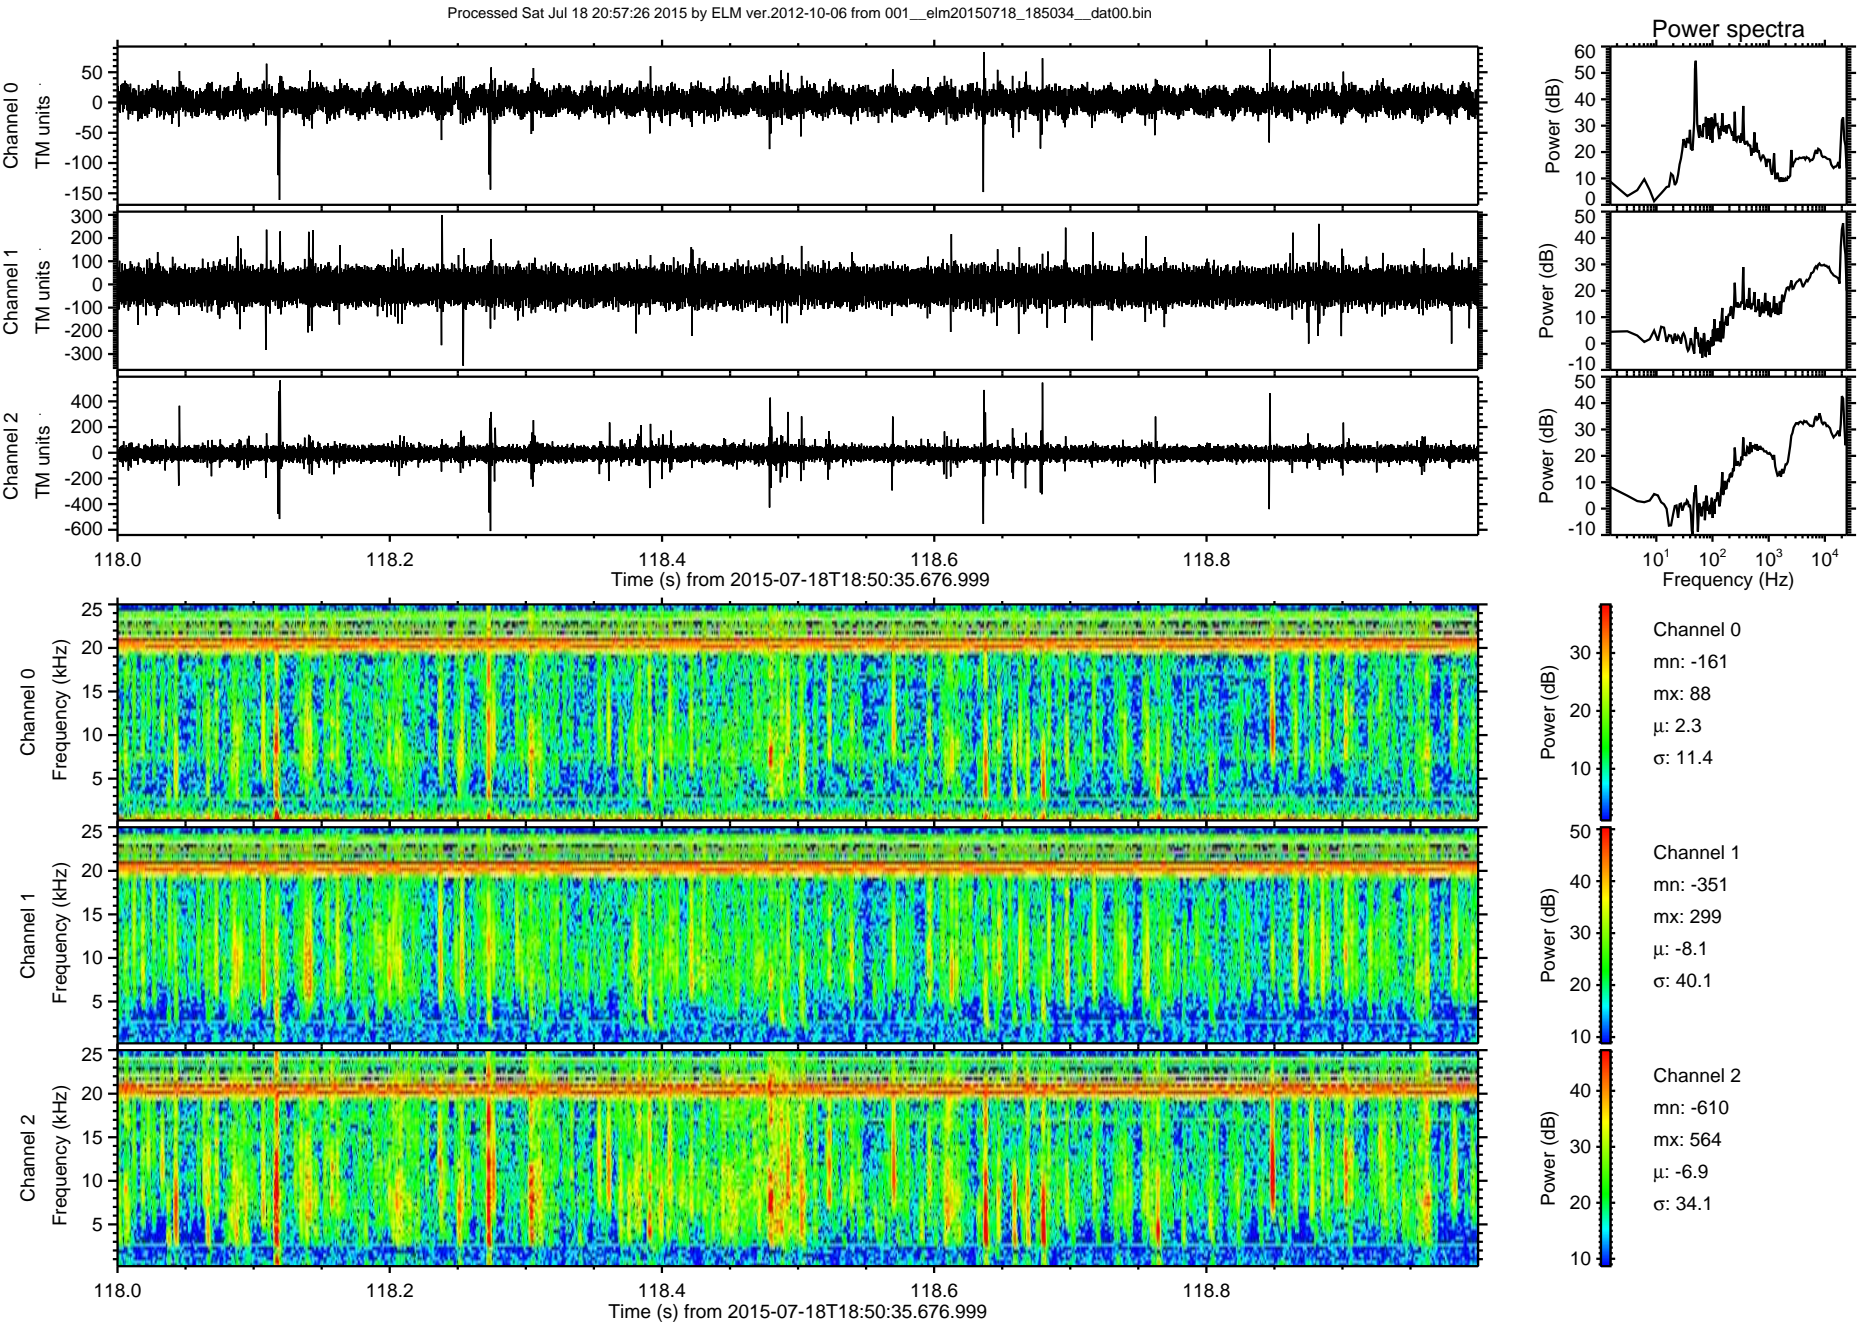 Processed Sat Jul 18 20:57:26 2015 by ELM ver.2012-10-06 from 001__elm20150718_185034__dat00.bin
Power spectra
Channel 0
TM units
50
0
-50
-100
-150
Power (dB)
60
50
40
30
20
10
0
Channel 1
TM units
300
200
100
0
-100
-200
-300
Power (dB)
50
40
30
20
10
0
-10
Channel 2
TM units
400
200
0
-200
-400
-600
Power (dB)
50
40
30
20
10
0
-10
118.0 118.2 118.4 118.6 118.8
Time (s) from 2015-07-18T18:50:35.676.999
10¹ 10² 10³ 10⁴
Frequency (Hz)
Channel 0
Frequency (kHz)
25
20
15
10
5
Power (dB)
30
20
10
Channel 0
mn: -161
mx: 88
μ: 2.3
σ: 11.4
Channel 1
Frequency (kHz)
25
20
15
10
5
Power (dB)
50
40
30
20
10
Channel 1
mn: -351
mx: 299
μ: -8.1
σ: 40.1
Channel 2
Frequency (kHz)
25
20
15
10
5
Power (dB)
40
30
20
10
Channel 2
mn: -610
mx: 564
μ: -6.9
σ: 34.1
118.0 118.2 118.4 118.6 118.8
Time (s) from 2015-07-18T18:50:35.676.999